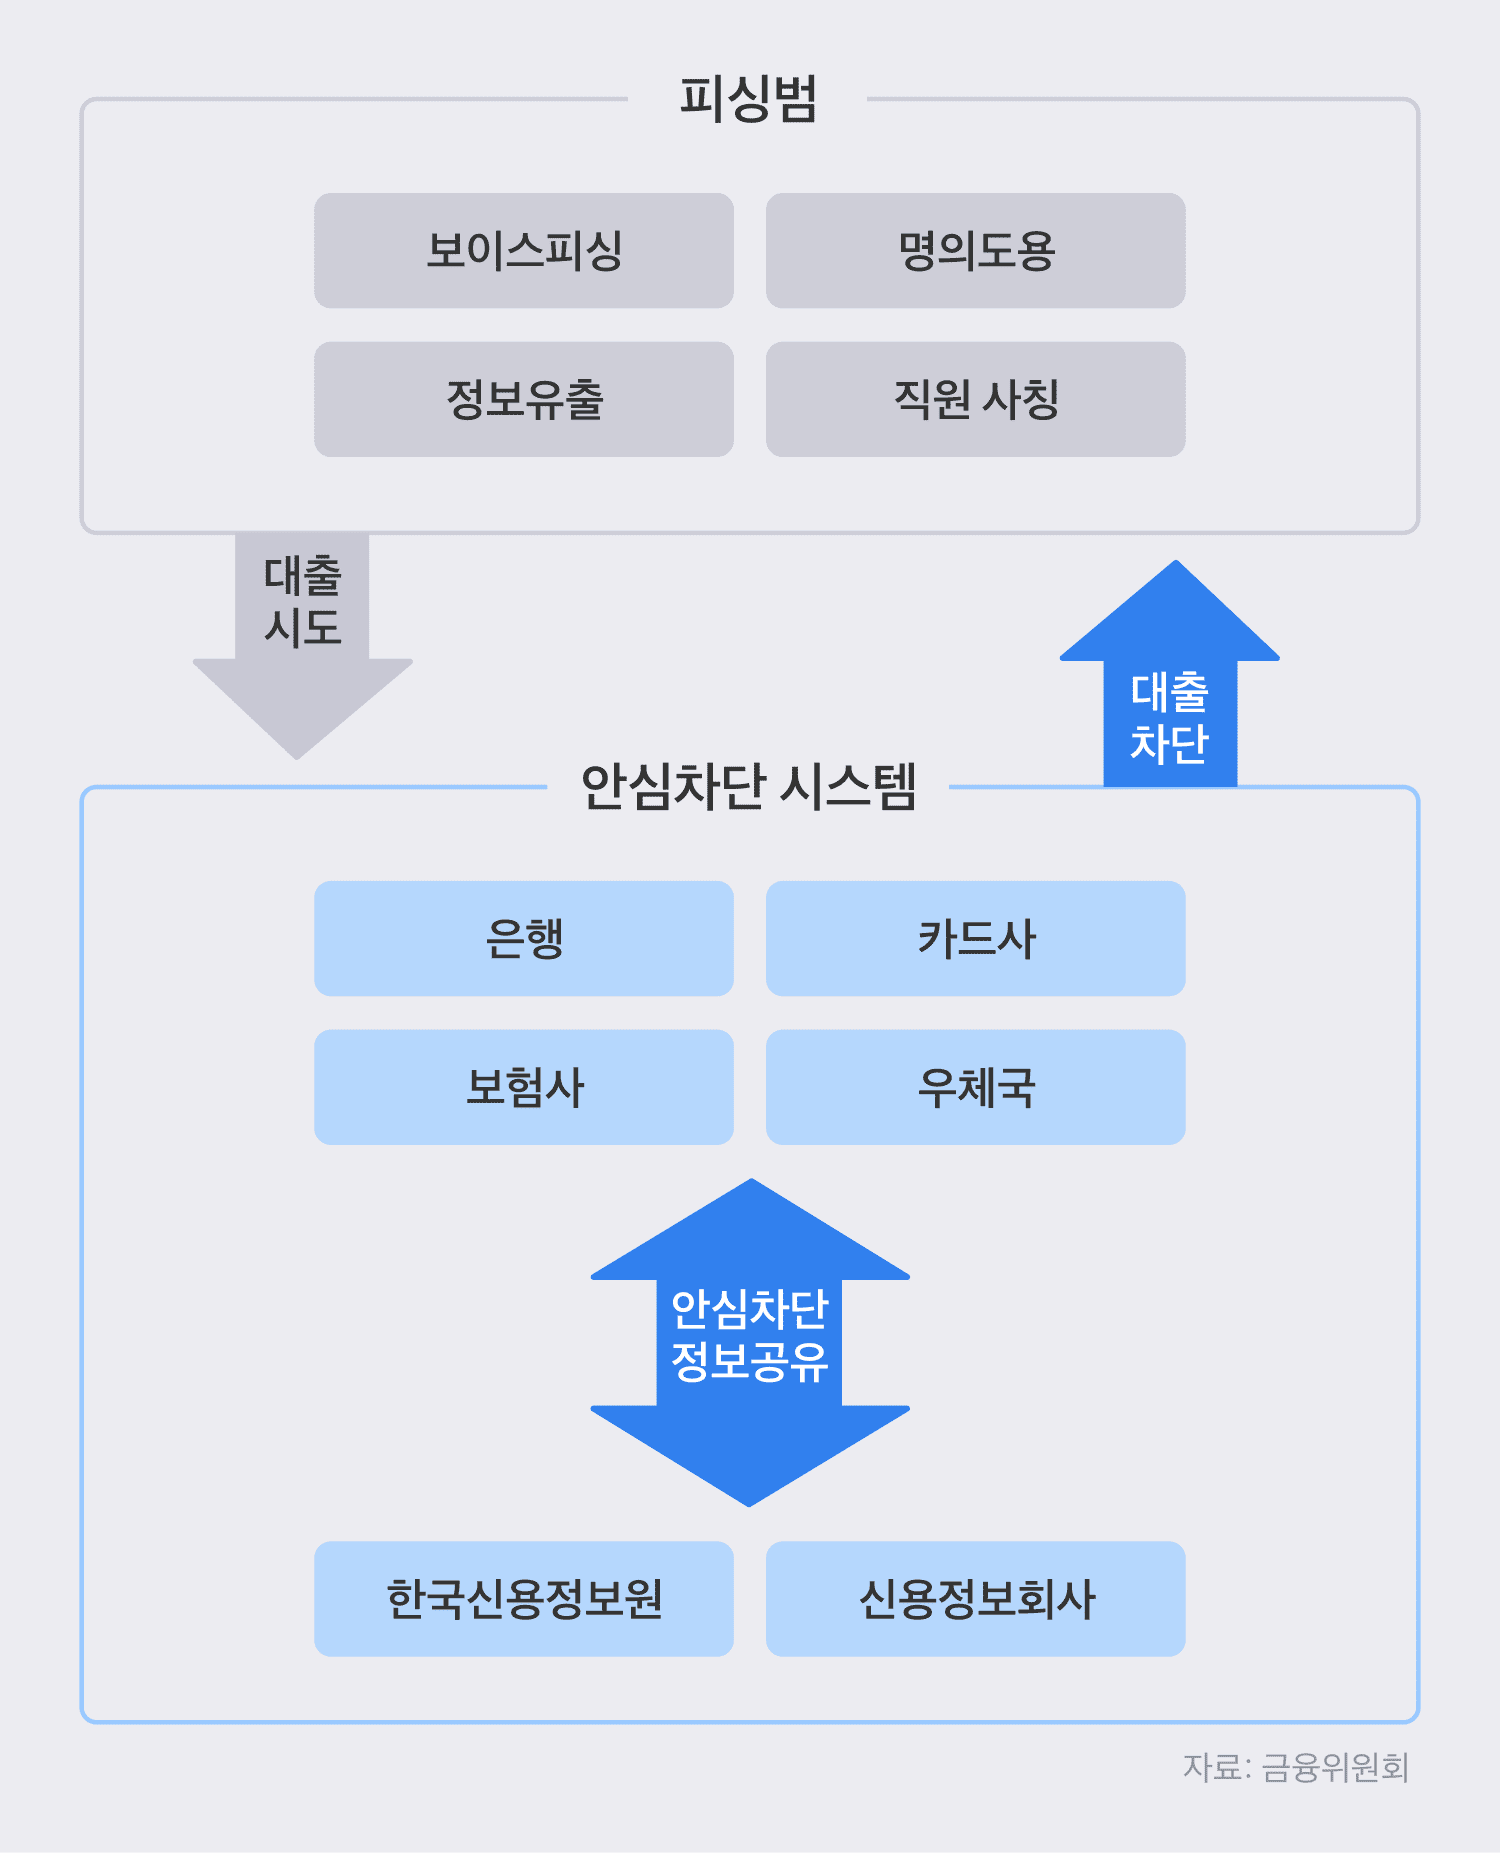 피싱범
보이스피싱
명의도용
정보유출
직원 사칭
대출
시도
대출
차단
안심차단 시스템
은행
카드사
보험사
우체국
안심차단
정보공유
한국신용정보원
신용정보회사
자료: 금융위원회